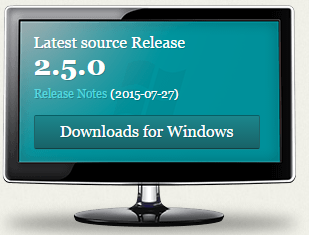 Latest source Release
2.5.0
Release Notes (2015-07-27)
Downloads for Windows